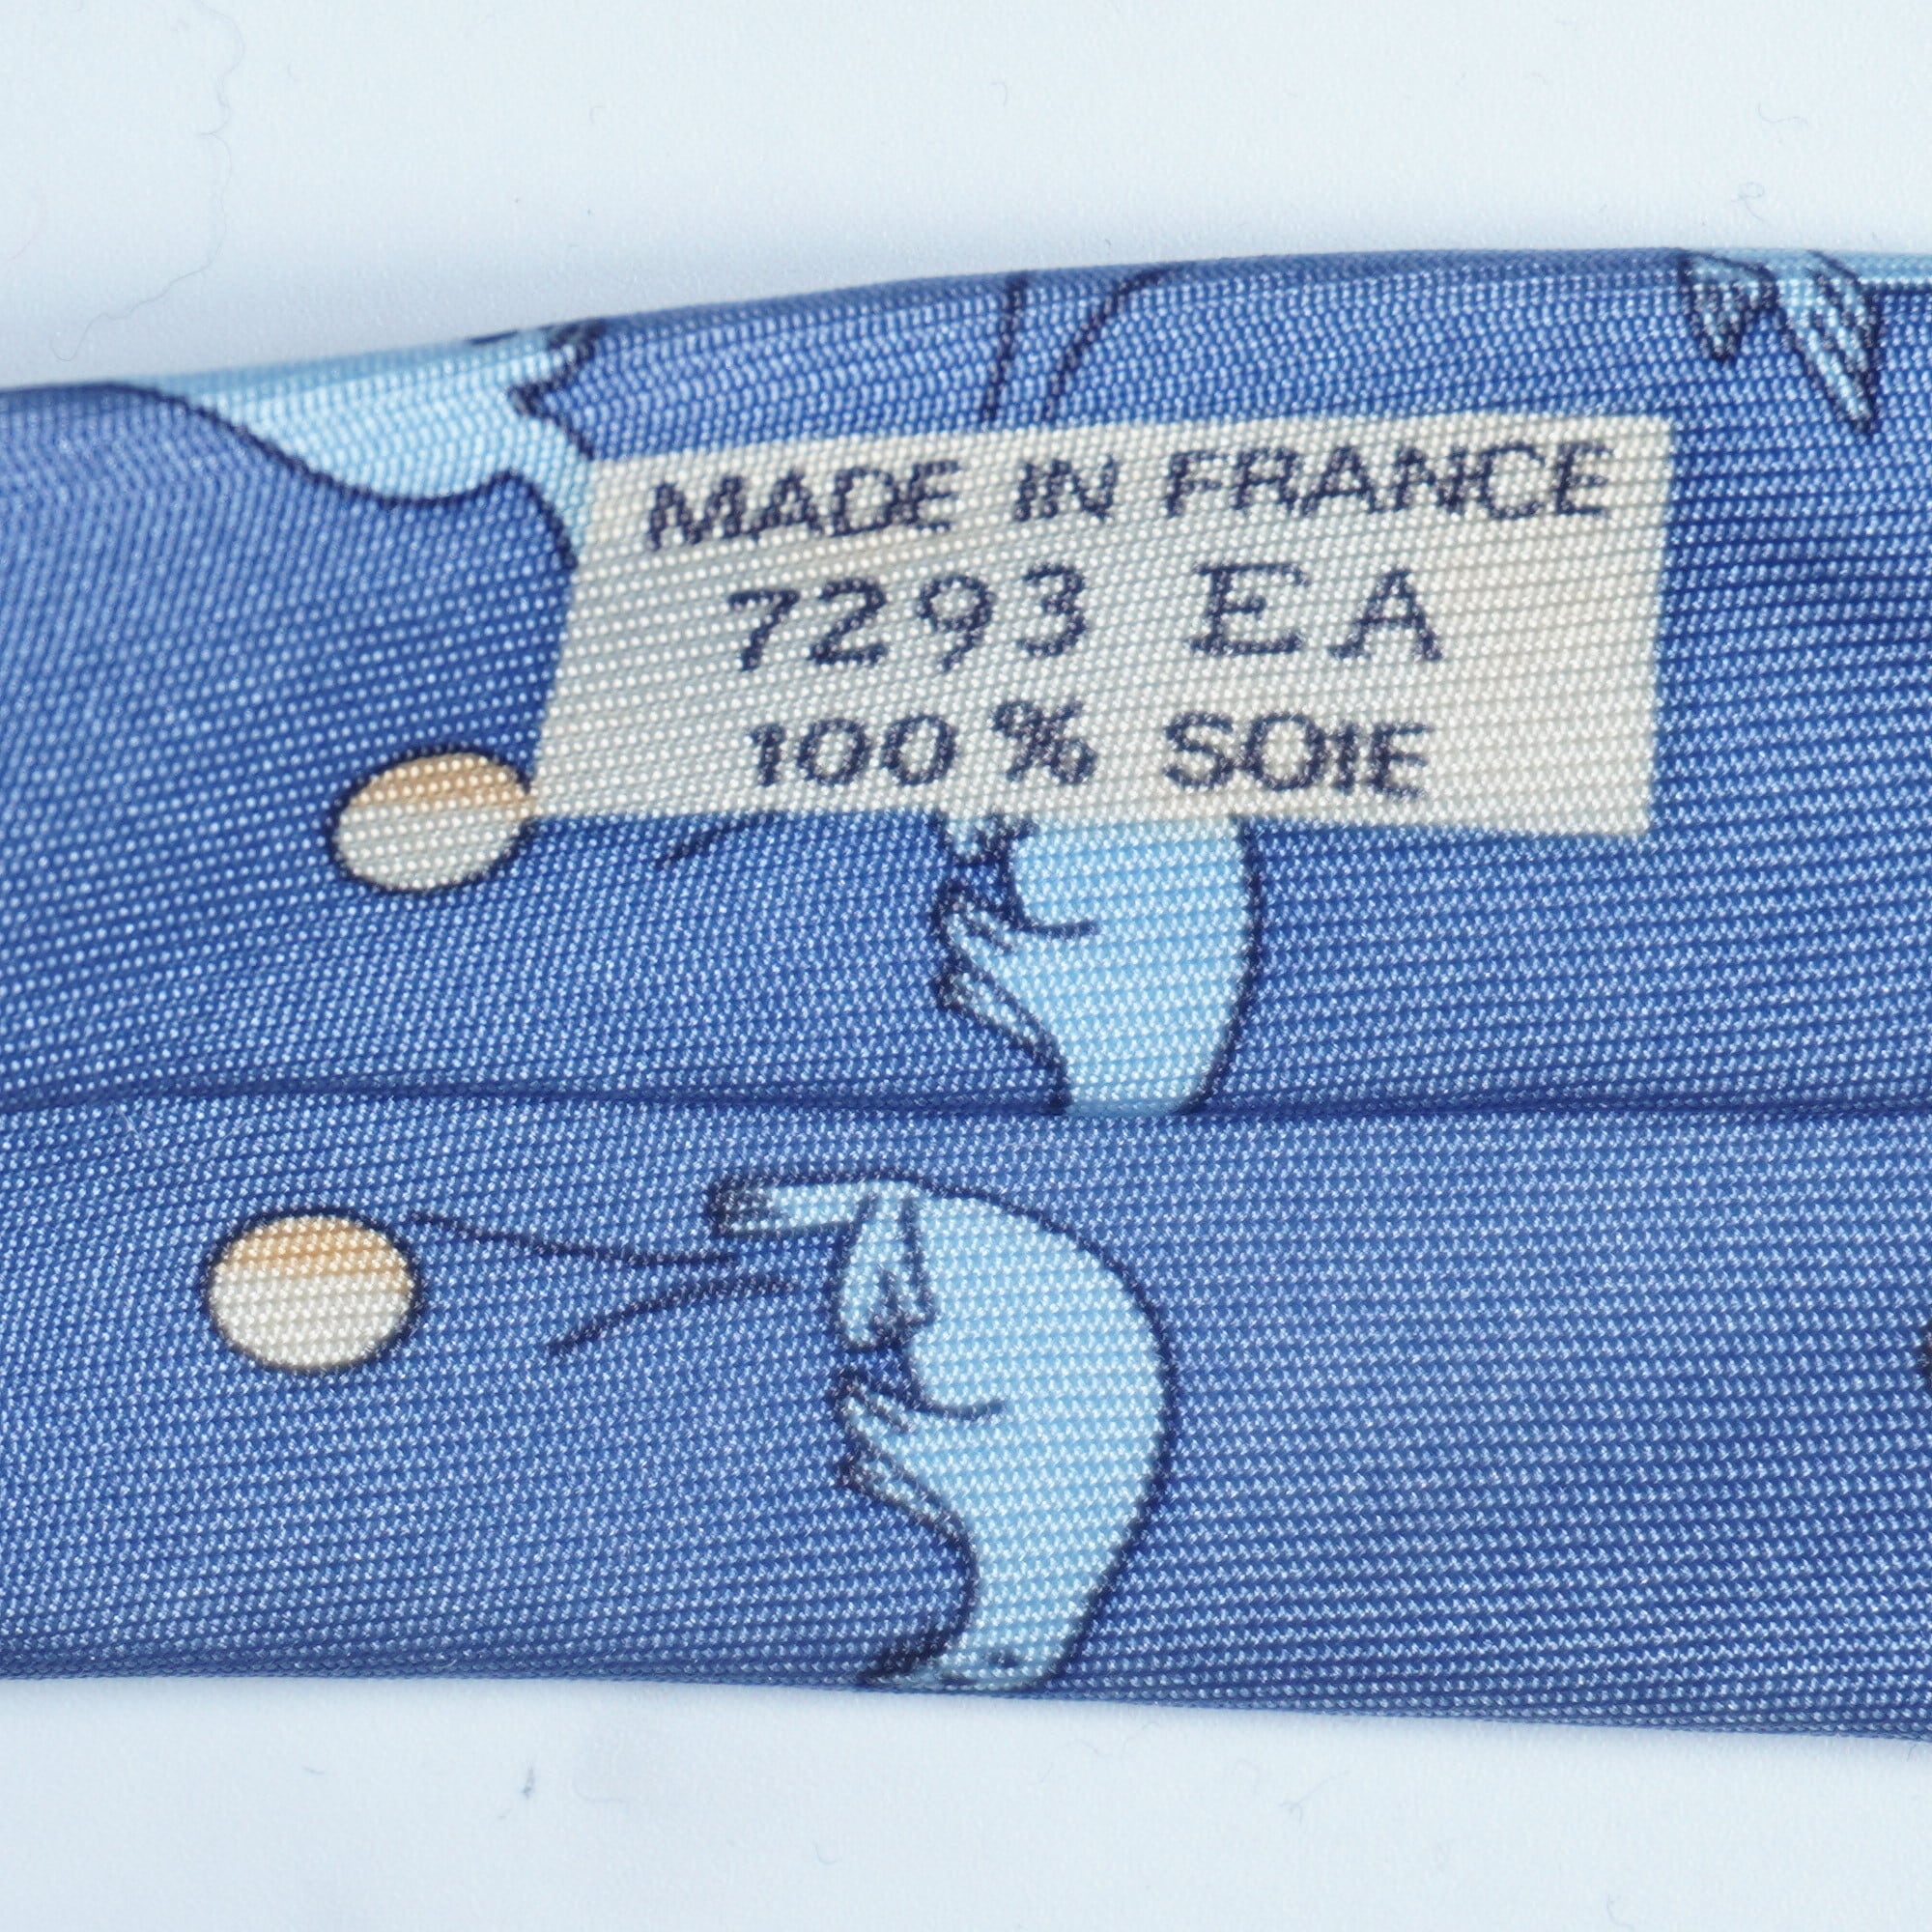 MADE IN FRANCE
7293 EA
100% SOIE